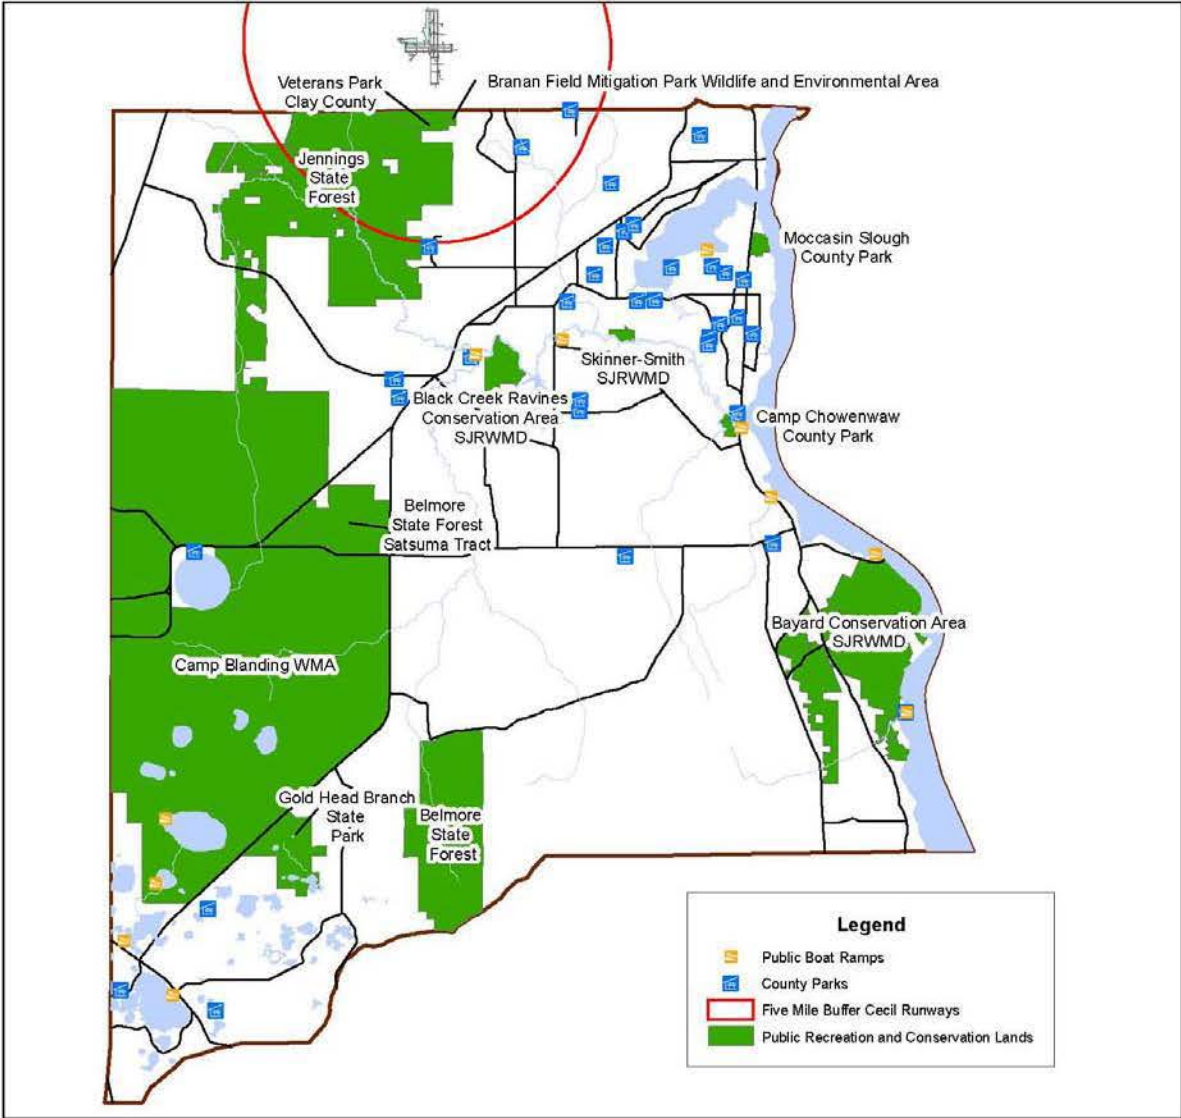 Veterans Park
Clay County
Branan Field Mitigation Park Wildlife and Environmental Area
Jennings
State
Forest
Moccasin Slough
County Park
Skinner-Smith
SJRWMD
Black Creek Ravines
Conservation Area
SJRWMD
Camp Chowenwaw
County Park
Belmore
State Forest
Satsuma Tract
Bayard Conservation Area
SJRWMD
Camp Blanding WMA
Gold Head Branch
State
Park
Belmore
State
Forest
Legend
Public Boat Ramps
County Parks
Five Mile Buffer Cecil Runways
Public Recreation and Conservation Lands